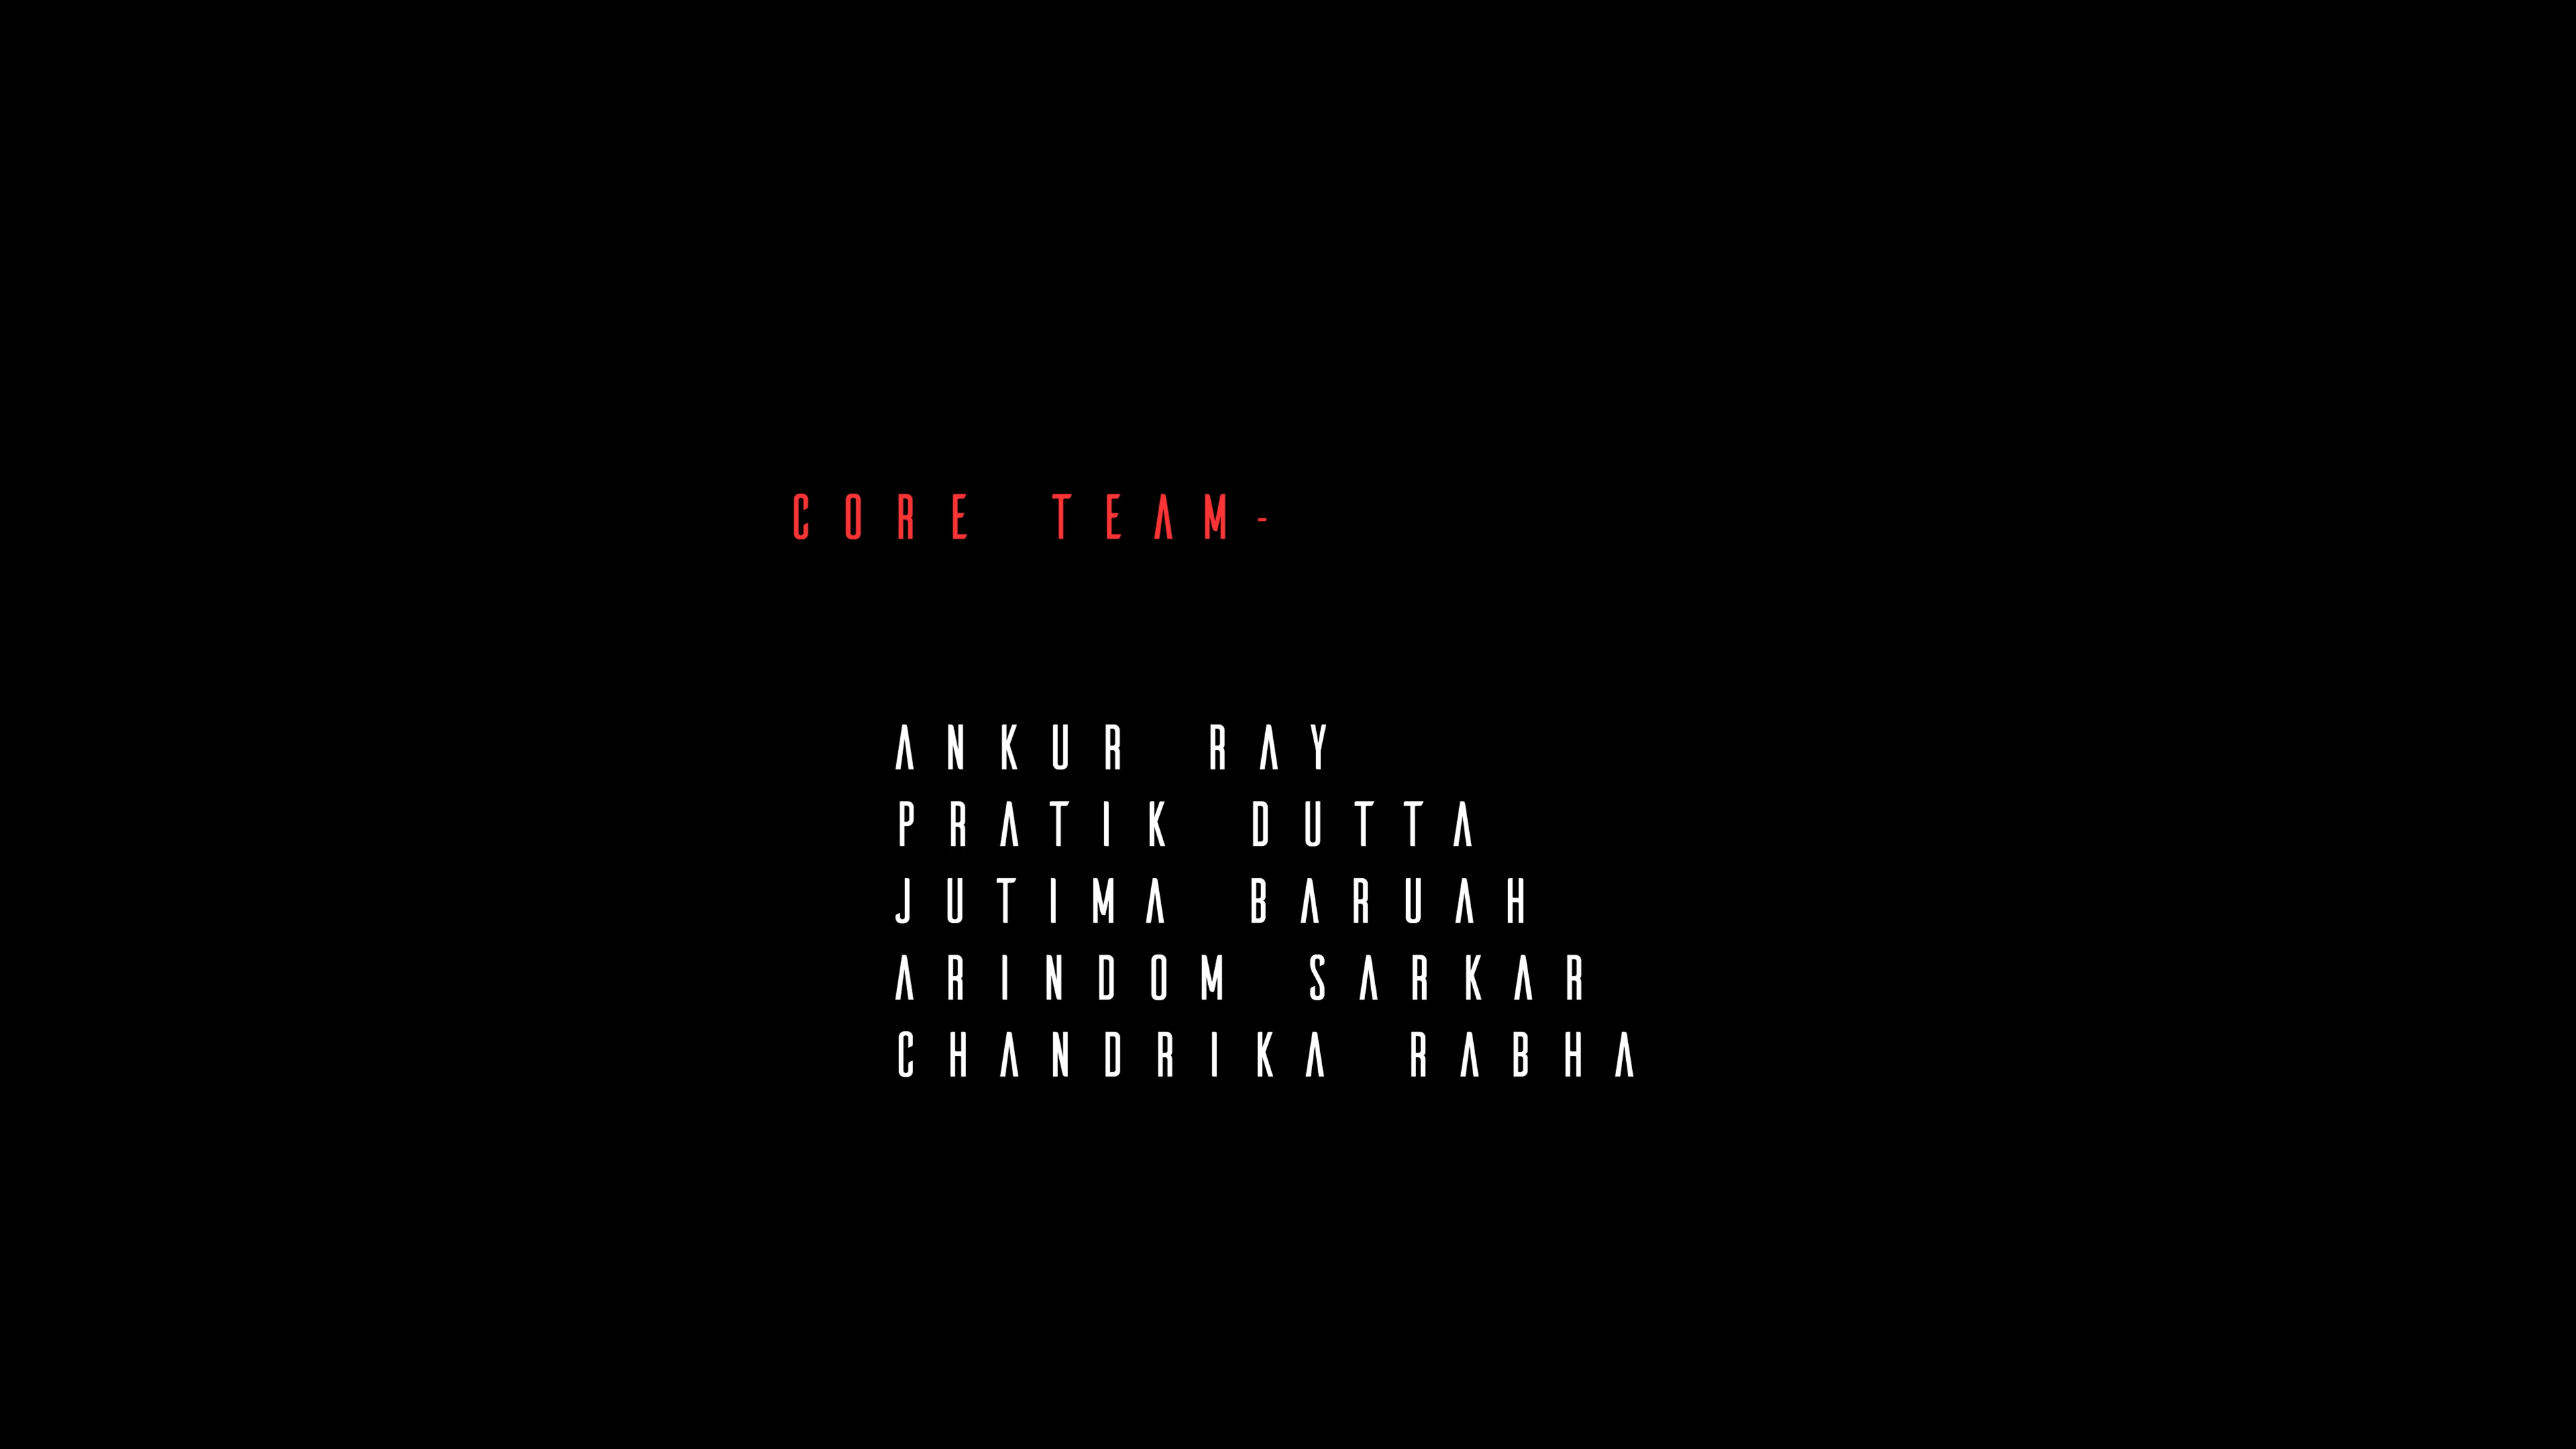 CORE TEAM-
ANKUR RAY
PRATIK DUTTA
JUTIMA BARUAH
ARINDOM SARKAR
CHANDRIKA RABHA